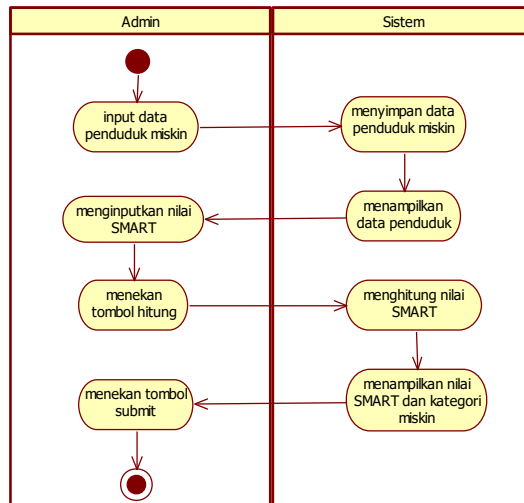 Admin
Sistem
input data
penduduk miskin
menyimpan data
penduduk miskin
menampilkan
data penduduk
menginputkan nilai
SMART
menekan
tombol hitung
menghitung nilai
SMART
menampilkan nilai
SMART dan kategori
miskin
menekan tombol
submit